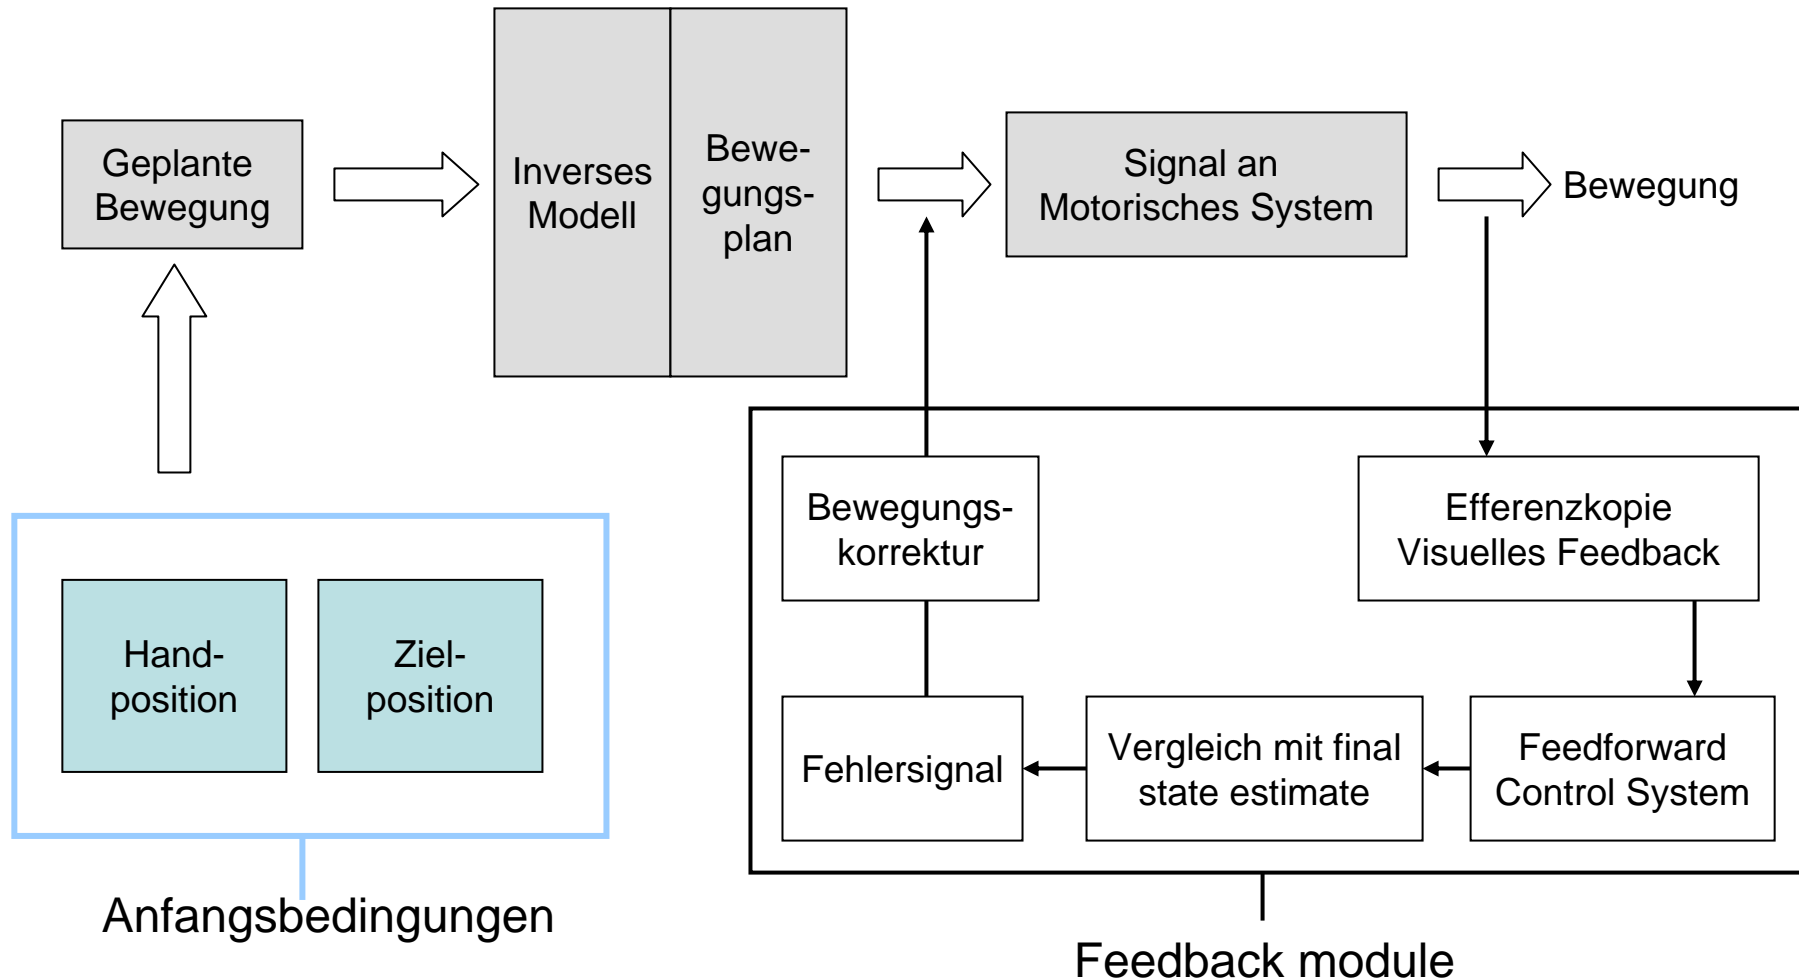 Geplante
Bewegung
Inverses
Modell
Bewe-
gungs-
plan
Signal an
Motorisches System
Bewegung
Hand-
position
Ziel-
position
Anfangsbedingungen
Bewegungs-
korrektur
Efferenzkopie
Visuelles Feedback
Fehlersignal
Vergleich mit final
state estimate
Feedforward
Control System
Feedback module